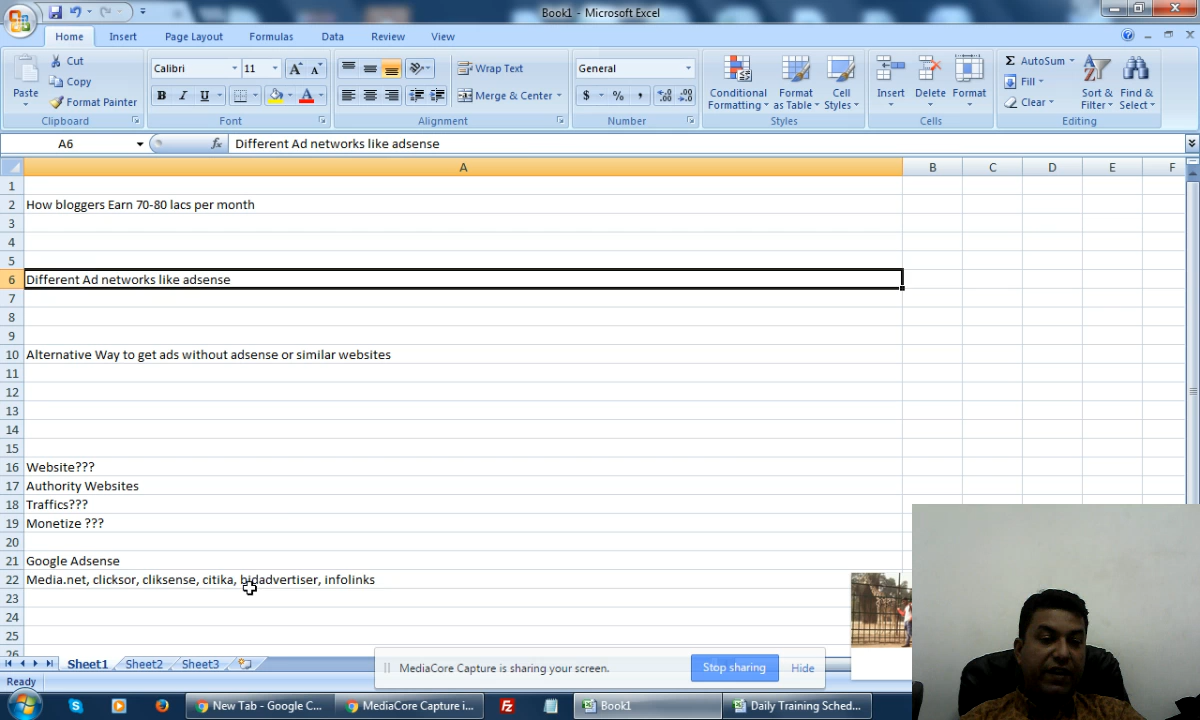 Book1 - Microsoft Excel
Home Insert Page Layout Formulas Data Review View
Paste
Cut
Copy
Format Painter
Clipboard
Calibri 11
B I U
Font
Wrap Text
Merge & Center
Alignment
General
$ % ,
Number
Conditional Formatting
Format as Table
Cell Styles
Styles
Insert Delete Format
Cells
AutoSum
Fill
Clear
Sort & Filter
Find & Select
Editing
A6 fx Different Ad networks like adsense
A B C D E F
1
2 How bloggers Earn 70-80 lacs per month
3
4
5
6 Different Ad networks like adsense
7
8
9
10 Alternative Way to get ads without adsense or similar websites
11
12
13
14
15
16 Website???
17 Authority Websites
18 Traffics???
19 Monetize ???
20
21 Google Adsense
22 Media.net, clicksor, cliksense, citika, bidadvertiser, infolinks
23
24
25
26
Sheet1 Sheet2 Sheet3
MediaCore Capture is sharing your screen. Stop sharing Hide
Ready
New Tab - Google C... MediaCore Capture i... Book1 Daily Training Sched...